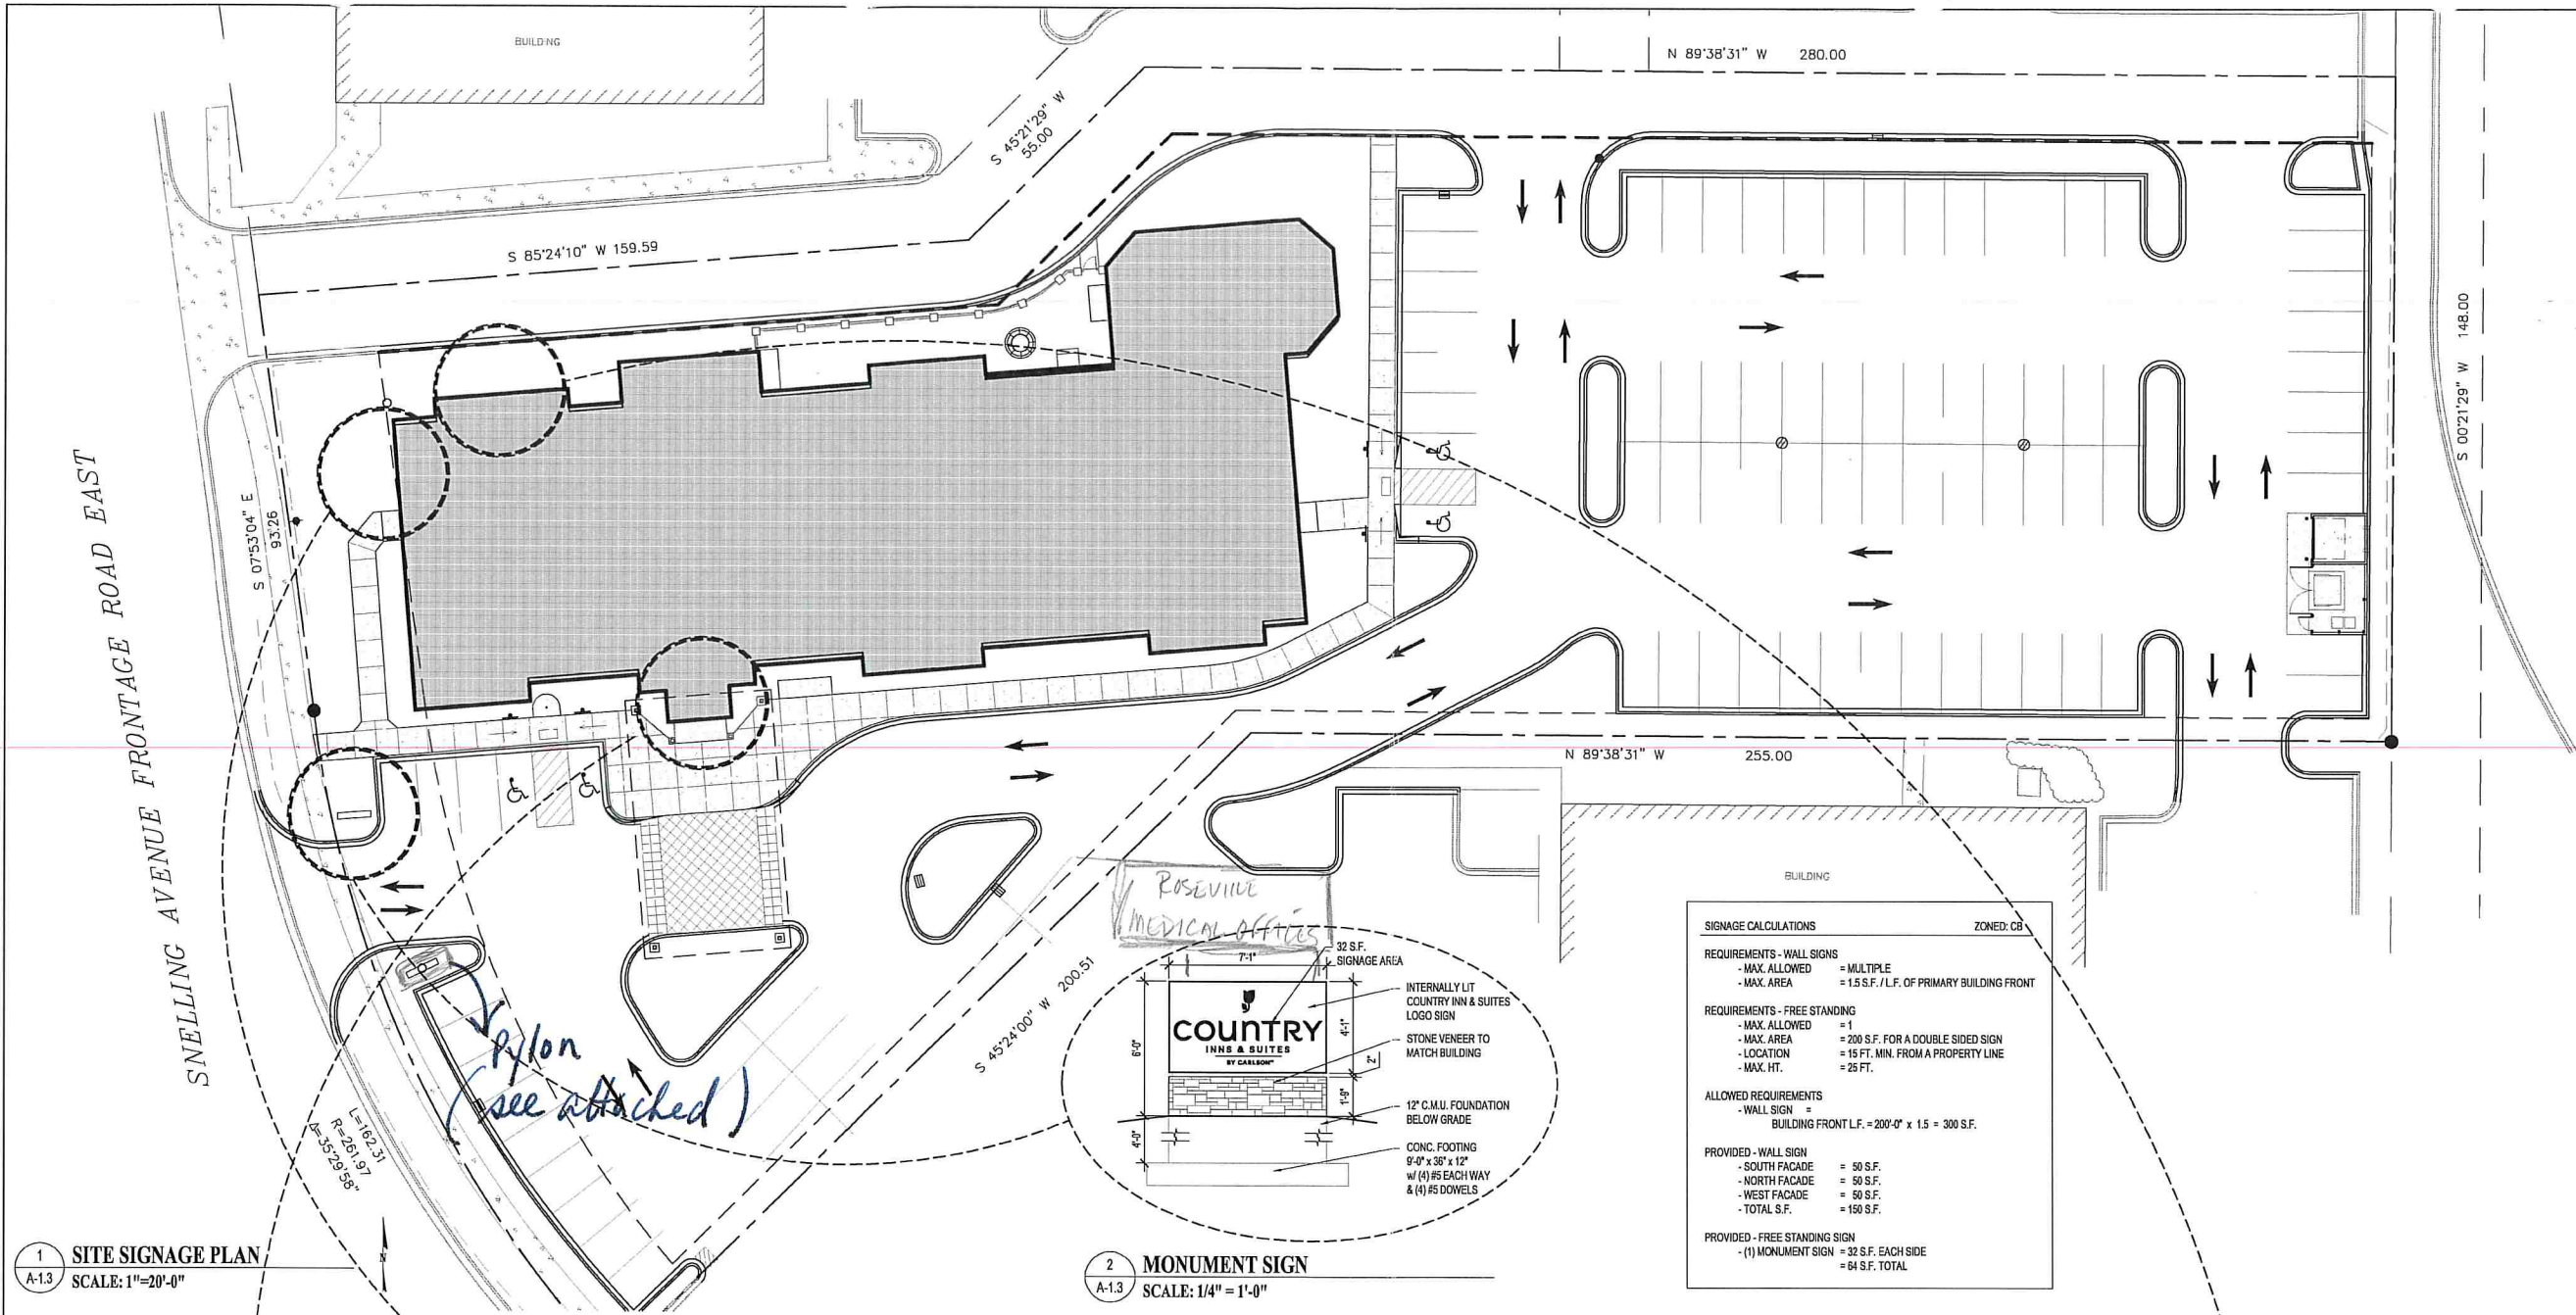 BUILDING
N 89°38'31" W 280.00
S 45°21'29" W
55.00
S 85°24'10" W 159.59
S 00°21'29" W 148.00
S 07°53'04" E
93.26
SNELLING AVENUE FRONTAGE ROAD EAST
N 89°38'31" W 255.00
BUILDING
ROSEVILLE
MEDICAL OFFICES
S 45°24'00" W 200.51
Pylon
(see attached)
L=162.31
R=261.97
Δ=35°29'58"
N
1
A-1.3
SITE SIGNAGE PLAN
SCALE: 1"=20'-0"
32 S.F.
SIGNAGE AREA
7'-1"
6'-0"
4'-1"
2"
1'-9"
4'-0"
COUNTRY
INNS & SUITES
BY CARLSON™
INTERNALLY LIT
COUNTRY INN & SUITES
LOGO SIGN
STONE VENEER TO
MATCH BUILDING
12" C.M.U. FOUNDATION
BELOW GRADE
CONC. FOOTING
9'-0" x 36" x 12"
w/ (4) #5 EACH WAY
& (4) #5 DOWELS
2
A-1.3
MONUMENT SIGN
SCALE: 1/4" = 1'-0"
SIGNAGE CALCULATIONS ZONED: CB
REQUIREMENTS - WALL SIGNS
- MAX. ALLOWED = MULTIPLE
- MAX. AREA = 1.5 S.F. / L.F. OF PRIMARY BUILDING FRONT
REQUIREMENTS - FREE STANDING
- MAX. ALLOWED = 1
- MAX. AREA = 200 S.F. FOR A DOUBLE SIDED SIGN
- LOCATION = 15 FT. MIN. FROM A PROPERTY LINE
- MAX. HT. = 25 FT.
ALLOWED REQUIREMENTS
- WALL SIGN =
BUILDING FRONT L.F. = 200'-0" x 1.5 = 300 S.F.
PROVIDED - WALL SIGN
- SOUTH FACADE = 50 S.F.
- NORTH FACADE = 50 S.F.
- WEST FACADE = 50 S.F.
- TOTAL S.F. = 150 S.F.
PROVIDED - FREE STANDING SIGN
- (1) MONUMENT SIGN = 32 S.F. EACH SIDE
= 64 S.F. TOTAL